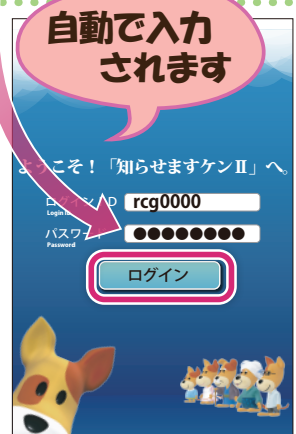 自動で入力
されます
ようこそ！「知らせますケンⅡ」へ。
ログインID rcg0000
Login ID
パスワード ●●●●●●●●
Password
ログイン